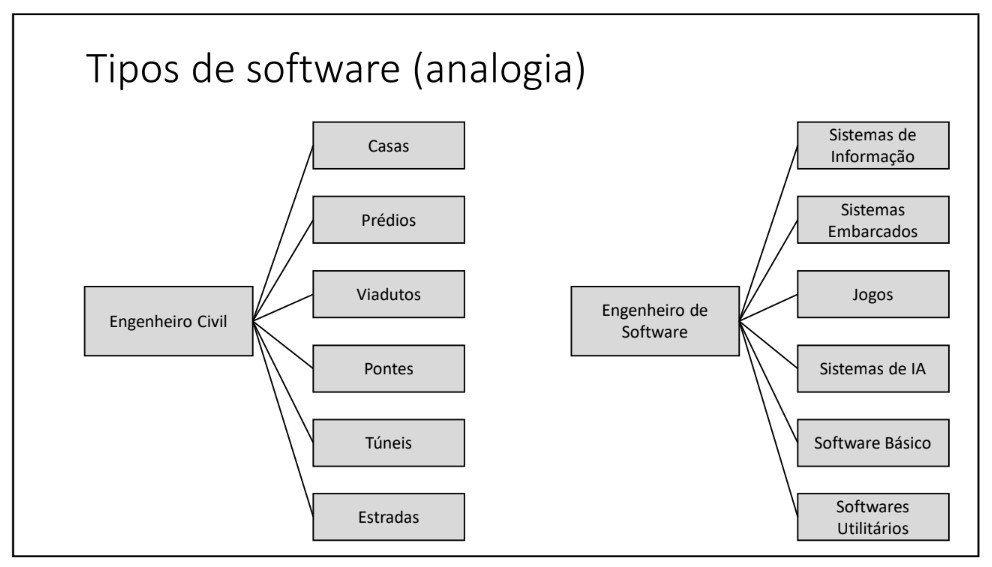 Tipos de software (analogia)
Engenheiro Civil
Casas
Prédios
Viadutos
Pontes
Túneis
Estradas
Engenheiro de
Software
Sistemas de
Informação
Sistemas
Embarcados
Jogos
Sistemas de IA
Software Básico
Softwares
Utilitários